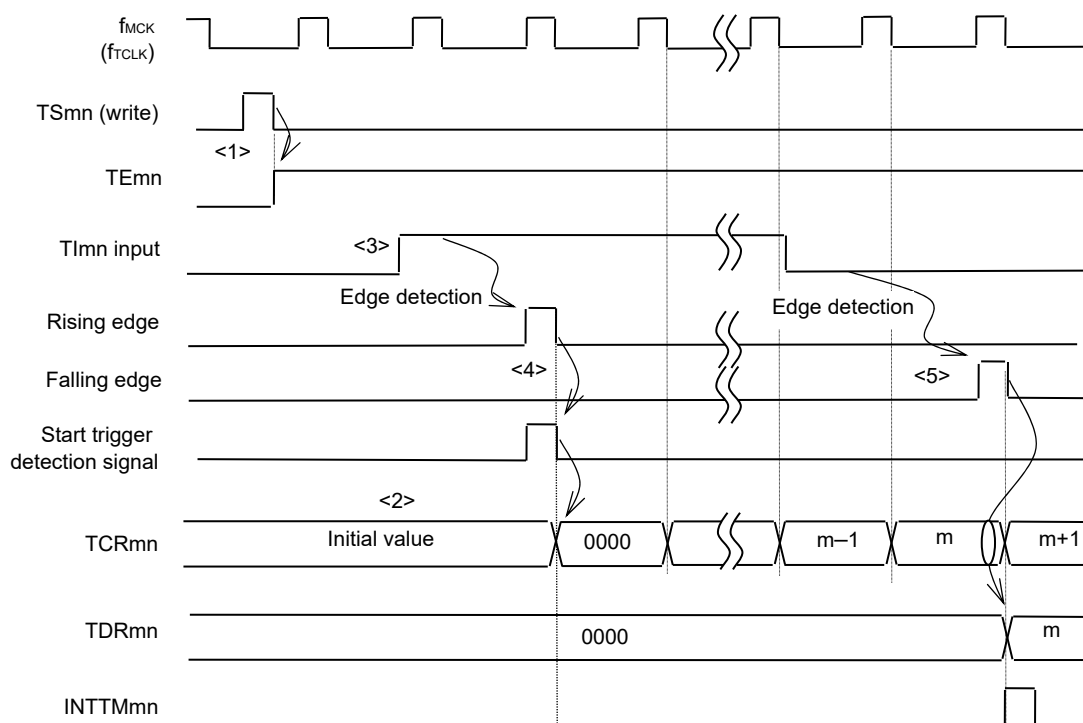 fMCK
(fTCLK)
TSmn (write)
<1>
TEmn
TImn input
<3>
Edge detection
Edge detection
Rising edge
<4>
Falling edge
<5>
Start trigger
detection signal
<2>
TCRmn
Initial value
0000
m–1
m
m+1
TDRmn
0000
m
INTTMmn